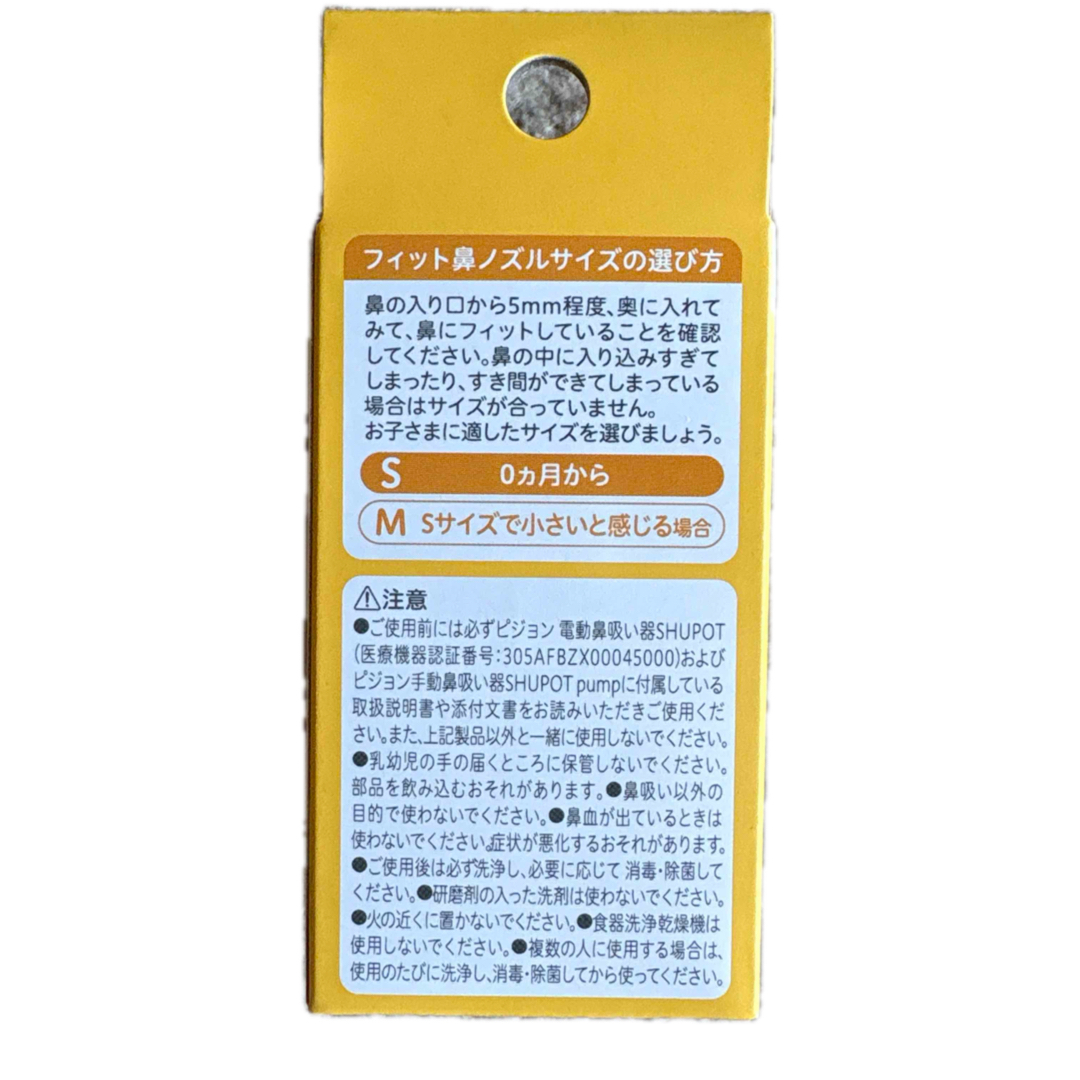 フィット鼻ノズルサイズの選び方
鼻の入り口から5mm程度、奥に入れて
みて、鼻にフィットしていることを確認
してください。鼻の中に入り込みすぎて
しまったり、すき間ができてしまっている
場合はサイズが合っていません。
お子さまに適したサイズを選びましょう。
S 0ヵ月から
M Sサイズで小さいと感じる場合
⚠注意
●ご使用前には必ずピジョン 電動鼻吸い器SHUPOT
(医療機器認証番号:305AFBZX00045000)および
ピジョン手動鼻吸い器SHUPOT pumpに付属している
取扱説明書や添付文書をお読みいただきご使用くだ
さい。また、上記製品以外と一緒に使用しないでください。
●乳幼児の手の届くところに保管しないでください。
部品を飲み込むおそれがあります。●鼻吸い以外の
目的で使わないでください。●鼻血が出ているときは
使わないでください。症状が悪化するおそれがあります。
●ご使用後は必ず洗浄し、必要に応じて 消毒・除菌して
ください。●研磨剤の入った洗剤は使わないでください。
●火の近くに置かないでください。●食器洗浄乾燥機は
使用しないでください。●複数の人に使用する場合は、
使用のたびに洗浄し、消毒・除菌してから使ってください。